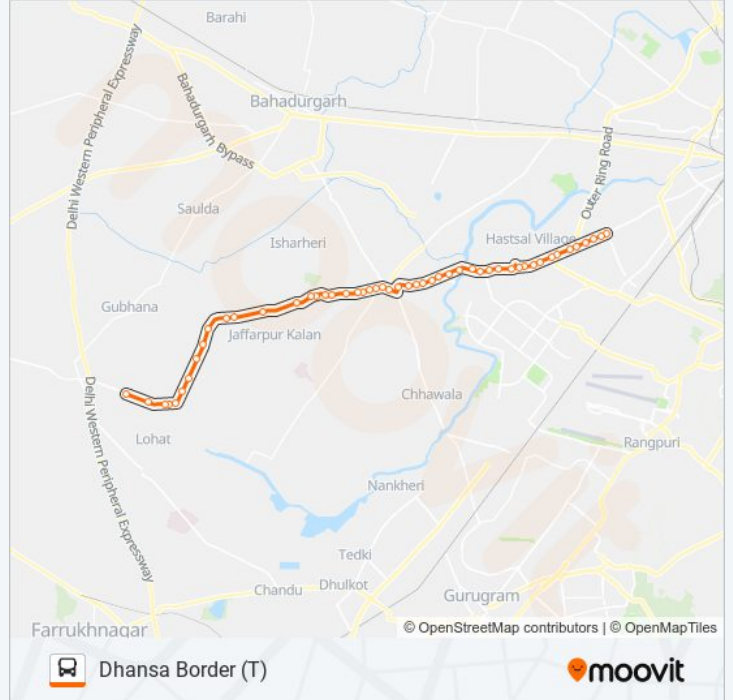 Barahi
Delhi Western Peripheral Expressway
Bahadurgarh Bypass
Bahadurgarh
Outer Ring Road
Saulda
Isharheri
Hastsal Village
Gubhana
Jaffarpur Kalan
Delhi Western Peripheral Expressway
Chhawala
Lohat
Rangpuri
Nankheri
Tedki
Chandu
Dhulkot
Gurugram
Farrukhnagar
© OpenStreetMap contributors | © OpenMapTiles
Dhansa Border (T)
moovit